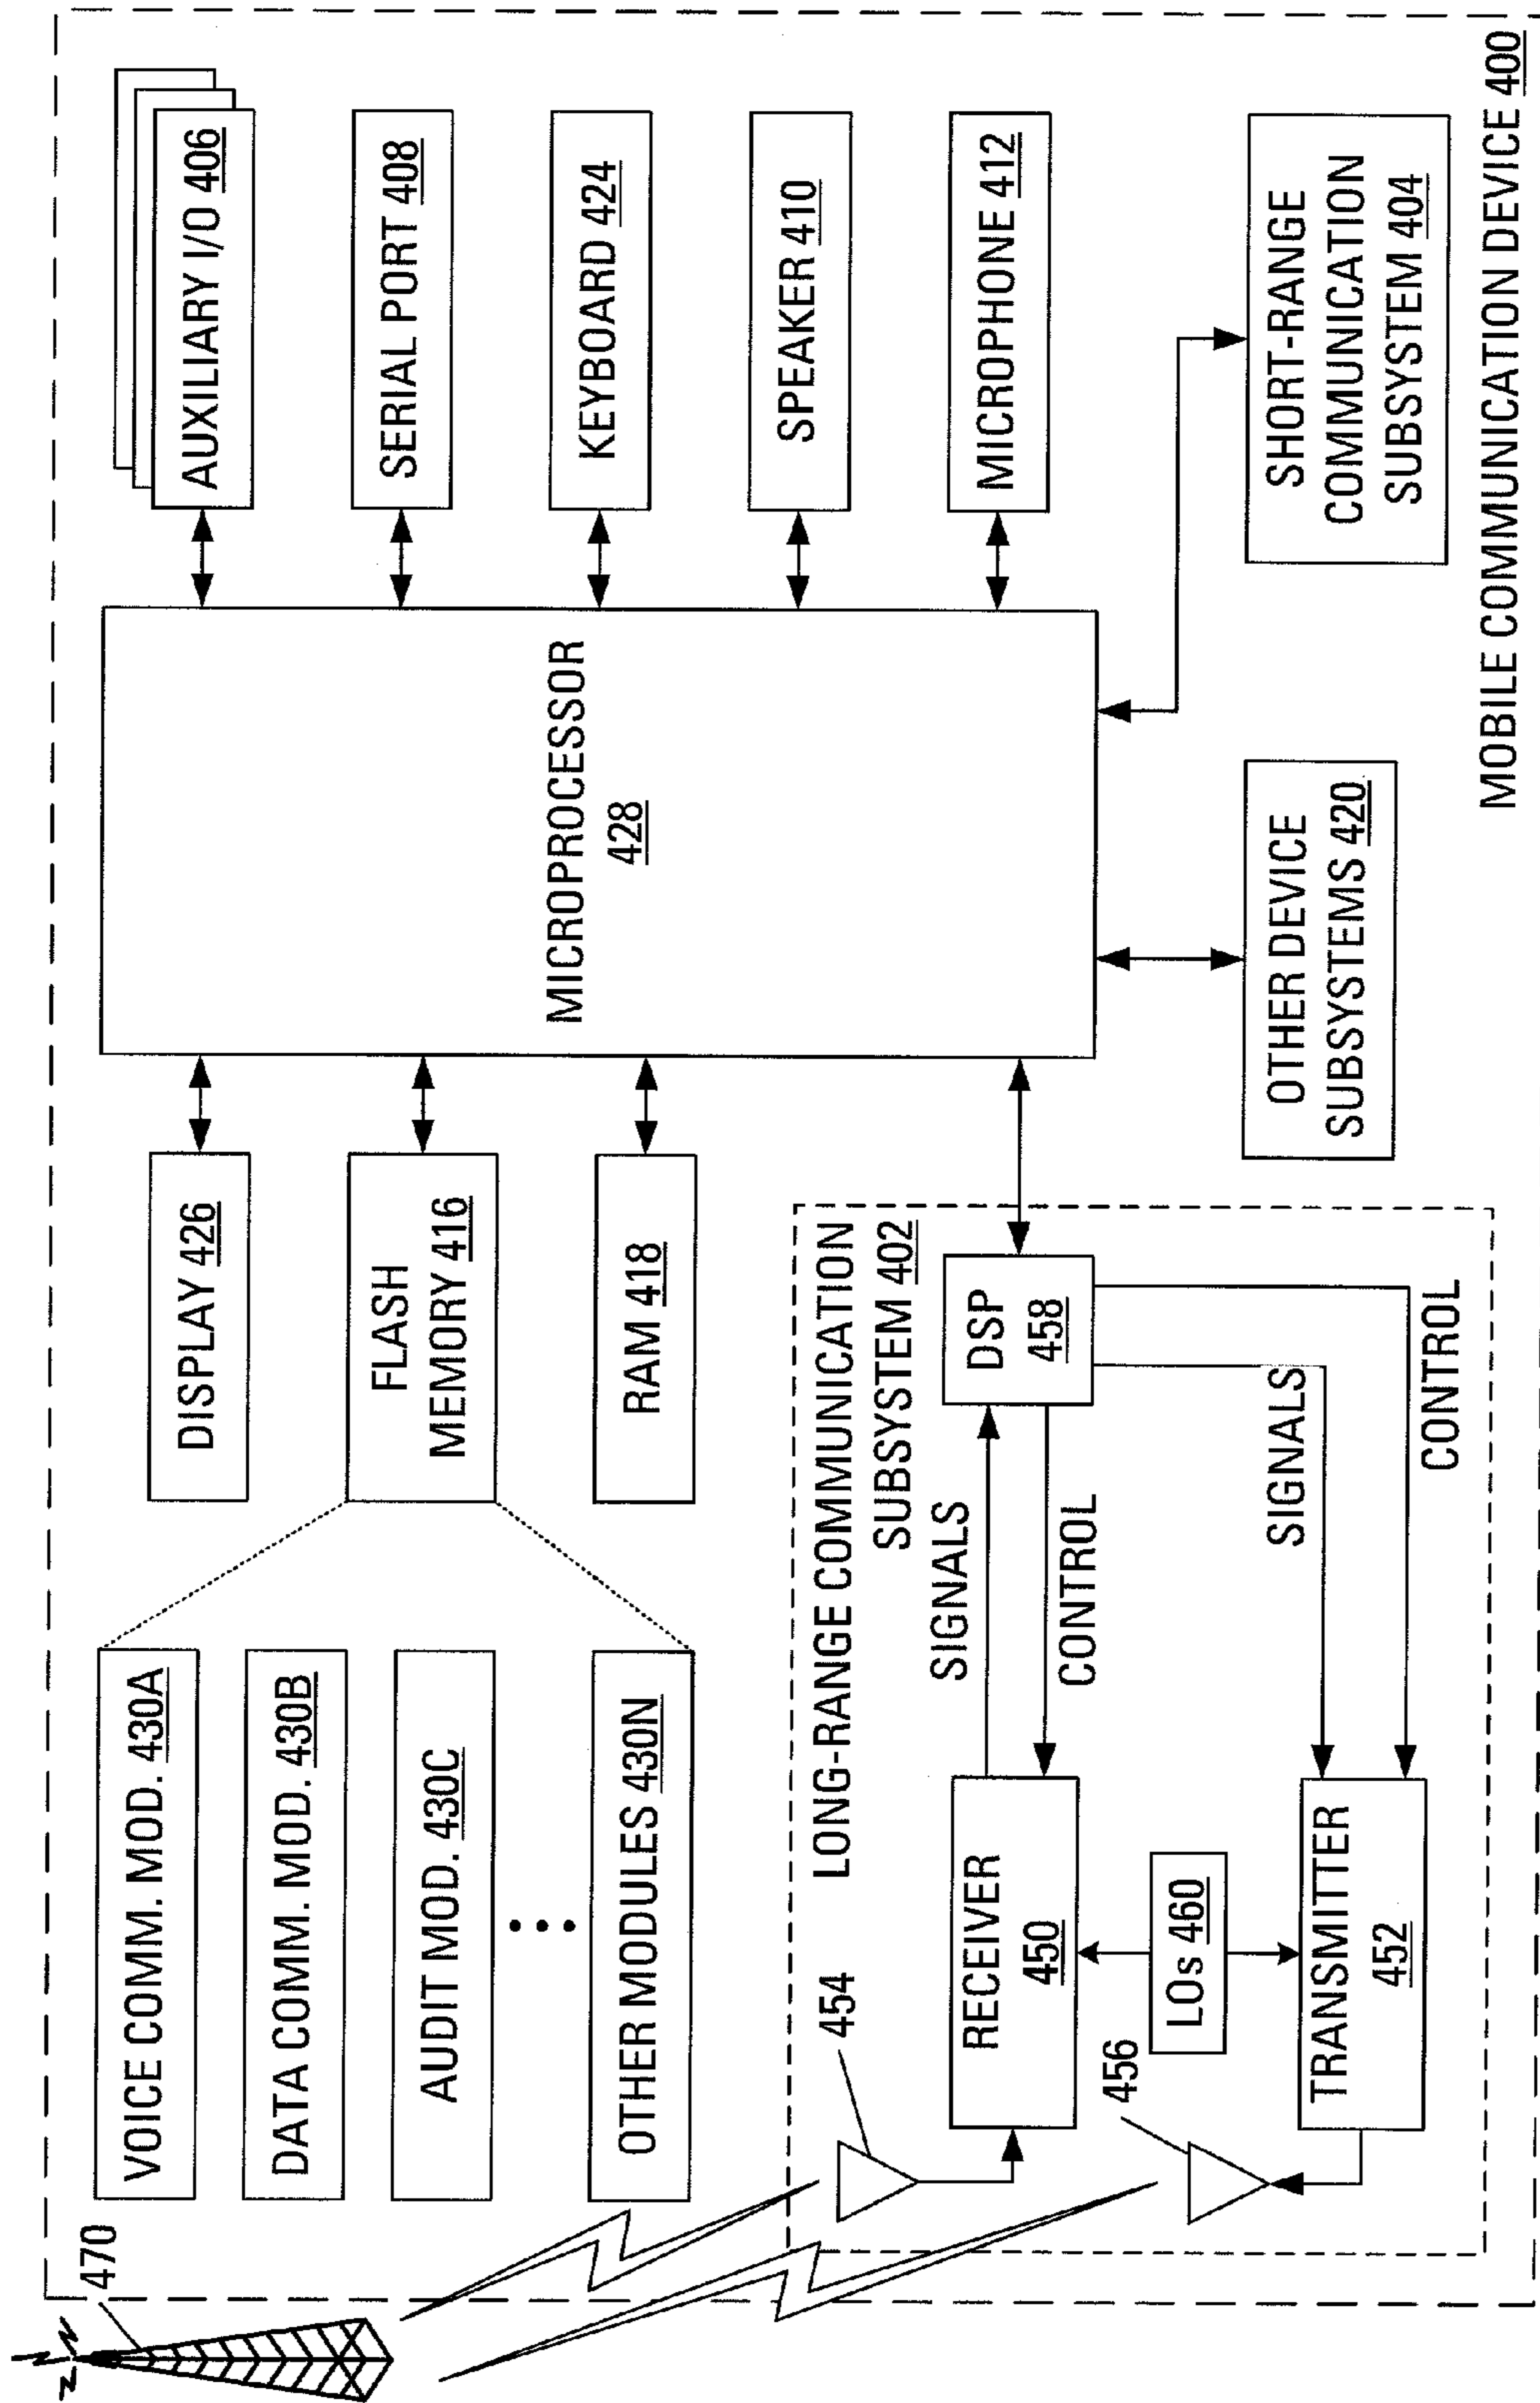 470
VOICE COMM. MOD. 430A
DATA COMM. MOD. 430B
AUDIT MOD. 430C
OTHER MODULES 430N
DISPLAY 426
FLASH
MEMORY 416
RAM 418
MICROPROCESSOR
428
AUXILIARY I/O 406
SERIAL PORT 408
KEYBOARD 424
SPEAKER 410
MICROPHONE 412
LONG-RANGE COMMUNICATION
SUBSYSTEM 402
454
RECEIVER
450
SIGNALS
CONTROL
DSP
458
456
LOs 460
TRANSMITTER
452
SIGNALS
CONTROL
OTHER DEVICE
SUBSYSTEMS 420
SHORT-RANGE
COMMUNICATION
SUBSYSTEM 404
MOBILE COMMUNICATION DEVICE 400